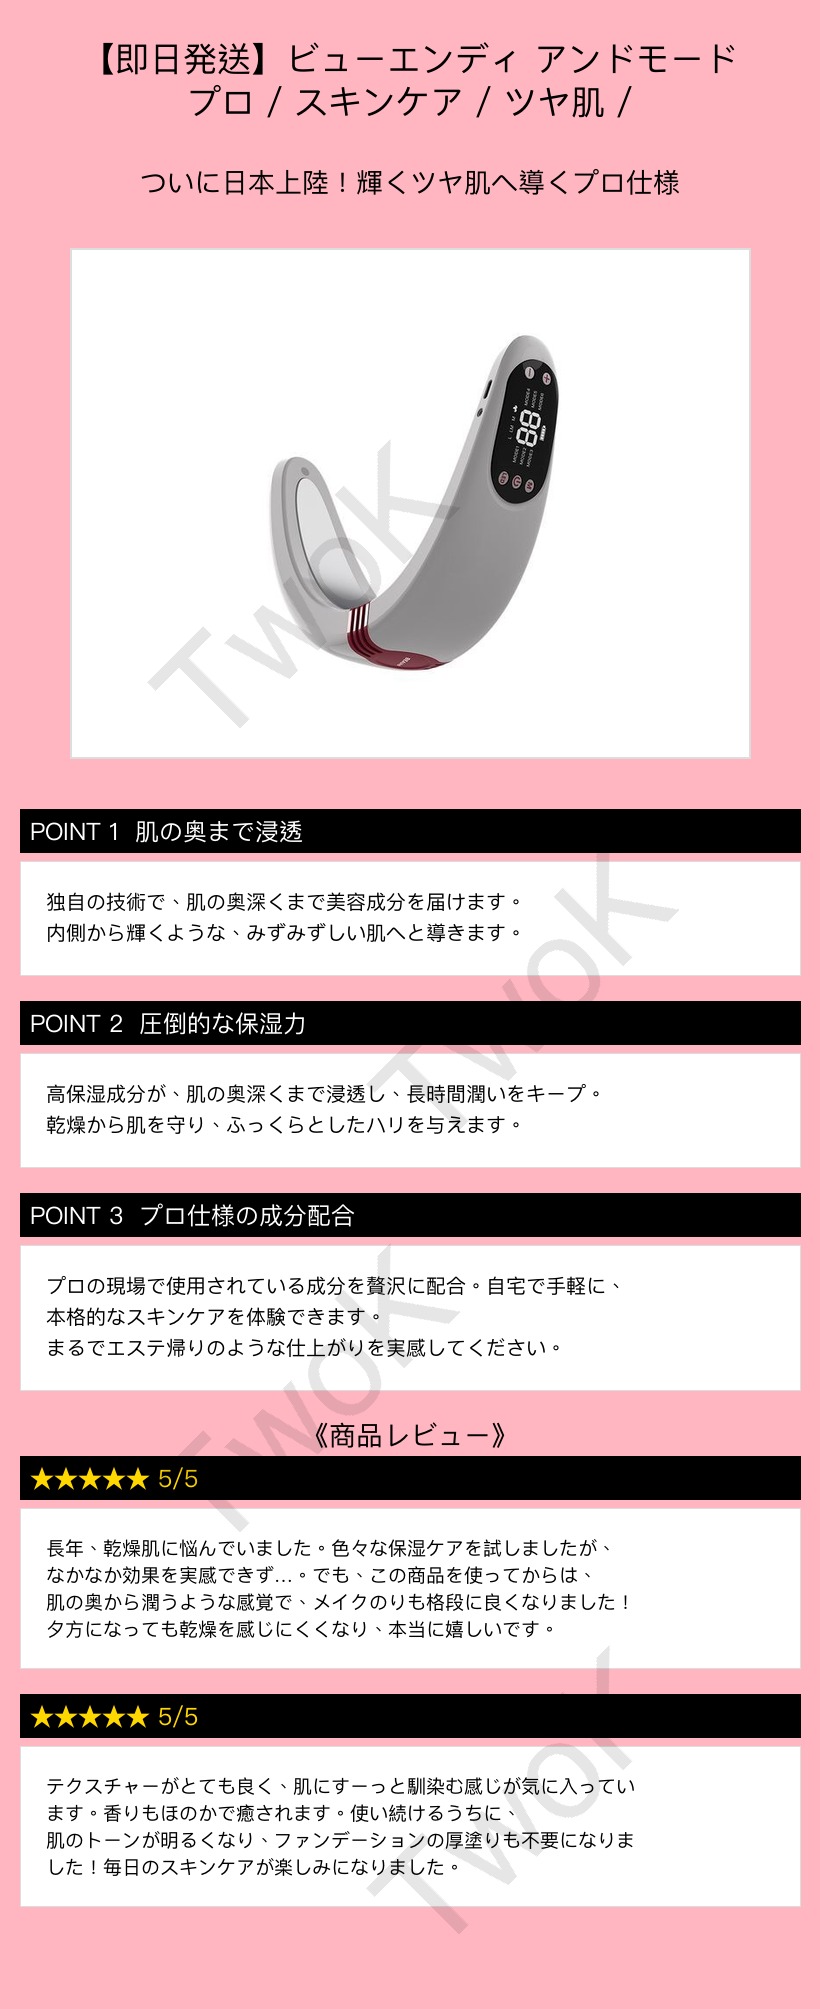 【即日発送】ビューエンディ アンドモード
プロ / スキンケア / ツヤ肌 /
ついに日本上陸！輝くツヤ肌へ導くプロ仕様
88
MODE1
MODE2
MODE3
MODE4
MODE5
MODE6
L LM M
TwoK
POINT 1 肌の奥まで浸透
独自の技術で、肌の奥深くまで美容成分を届けます。
内側から輝くような、みずみずしい肌へと導きます。
TwoK
POINT 2 圧倒的な保湿力
高保湿成分が、肌の奥深くまで浸透し、長時間潤いをキープ。
乾燥から肌を守り、ふっくらとしたハリを与えます。
POINT 3 プロ仕様の成分配合
プロの現場で使用されている成分を贅沢に配合。自宅で手軽に、
本格的なスキンケアを体験できます。
まるでエステ帰りのような仕上がりを実感してください。
TwoK
《商品レビュー》
★★★★★ 5/5
長年、乾燥肌に悩んでいました。色々な保湿ケアを試しましたが、
なかなか効果を実感できず…。でも、この商品を使ってからは、
肌の奥から潤うような感覚で、メイクのりも格段に良くなりました！
夕方になっても乾燥を感じにくくなり、本当に嬉しいです。
★★★★★ 5/5
テクスチャーがとても良く、肌にすーっと馴染む感じが気に入ってい
ます。香りもほのかで癒されます。使い続けるうちに、
肌のトーンが明るくなり、ファンデーションの厚塗りも不要になりま
した！毎日のスキンケアが楽しみになりました。
TwoK